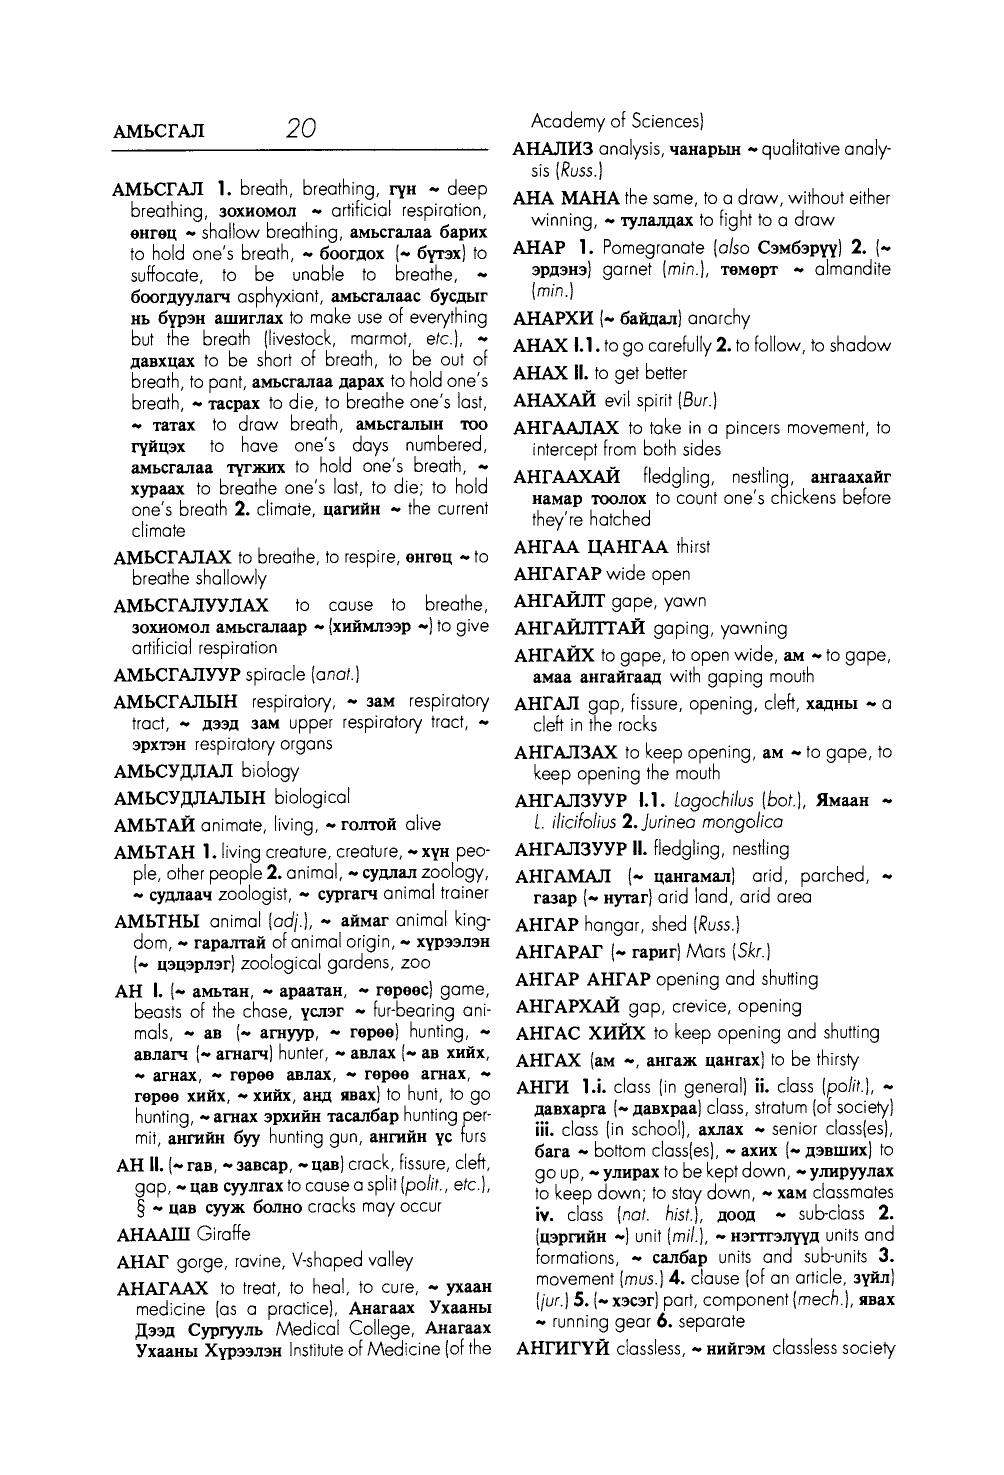 АМЬСГАЛ 20
АМЬСГАЛ 1. breath, breathing, гүн ~ deep
breathing, зохиомол ~ artificial respiration,
өнгөц ~ shallow breathing, амьсгалаа барих
to hold one's breath, ~ боогдох (~ бүтэх) to
suffocate, to be unable to breathe, ~
боогдуулагч asphyxiant, амьсгалаас бусдыг
нь бүрэн ашиглах to make use of everything
but the breath (livestock, marmot, etc.), ~
давхцах to be short of breath, to be out of
breath, to pant, амьсгалаа дарах to hold one's
breath, ~ тасрах to die, to breathe one's last,
~ татах to draw breath, амьсгалын тоо
гүйцэх to have one's days numbered,
амьсгалаа түгжих to hold one's breath, ~
хураах to breathe one's last, to die; to hold
one's breath 2. climate, цагийн ~ the current
climate
АМЬСГАЛАХ to breathe, to respire, өнгөц ~ to
breathe shallowly
АМЬСГАЛУУЛАХ to cause to breathe,
зохиомол амьсгалаар ~ (хиймлээр ~) to give
artificial respiration
АМЬСГАЛУУР spiracle (anat.)
АМЬСГАЛЫН respiratory, ~ зам respiratory
tract, ~ дээд зам upper respiratory tract, ~
эрхтэн respiratory organs
АМЬСУДЛАЛ biology
АМЬСУДЛАЛЫН biological
АМЬТАЙ animate, living, ~ голтой alive
АМЬТАН 1. living creature, creature, ~ хүн peo-
ple, other people 2. animal, ~ судлал zoology,
~ судлаач zoologist, ~ сургагч animal trainer
АМЬТНЫ animal (adj.), ~ аймаг animal king-
dom, ~ гаралтай of animal origin, ~ хүрээлэн
(~ цэцэрлэг) zoological gardens, zoo
АН I. (~ амьтан, ~ араатан, ~ гөрөөс) game,
beasts of the chase, үслэг ~ fur-bearing ani-
mals, ~ ав (~ агнуур, ~ гөрөө) hunting, ~
авлагч (~ агнагч) hunter, ~ авлах (~ ав хийх,
~ агнах, ~ гөрөө авлах, ~ гөрөө агнах, ~
гөрөө хийх, ~ хийх, анд явах) to hunt, to go
hunting, ~ агнах эрхийн тасалбар hunting per-
mit, ангийн буу hunting gun, ангийн үс furs
АН II. (~ гав, ~ завсар, ~ цав) crack, fissure, cleft,
gap, ~ цав суулгах to cause a split (polit., etc.),
§ ~ цав сууж болно cracks may occur
АНААШ Giraffe
АНАГ gorge, ravine, V-shaped valley
АНАГААХ to treat, to heal, to cure, ~ ухаан
medicine (as a practice), Анагаах Ухааны
Дээд Сургууль Medical College, Анагаах
Ухааны Хүрээлэн Institute of Medicine (of the
Academy of Sciences)
АНАЛИЗ analysis, чанарын ~ qualitative analy-
sis (Russ.)
АНА МАНА the same, to a draw, without either
winning, ~ тулалдах to fight to a draw
АНАР 1. Pomegranate (also Сэмбэрүү) 2. (~
эрдэнэ) garnet (min.), төмөрт ~ almandite
(min.)
АНАРХИ (~ байдал) anarchy
АНАХ I.1. to go carefully 2. to follow, to shadow
АНАХ II. to get better
АНАХАЙ evil spirit (Bur.)
АНГААЛАХ to take in a pincers movement, to
intercept from both sides
АНГААХАЙ fledgling, nestling, ангаахайг
намар тоолох to count one's chickens before
they're hatched
АНГАА ЦАНГАА thirst
АНГАГАР wide open
АНГАЙЛТ gape, yawn
АНГАЙЛТТАЙ gaping, yawning
АНГАЙХ to gape, to open wide, ам ~ to gape,
амаа ангайгаад with gaping mouth
АНГАЛ gap, fissure, opening, cleft, хадны ~ a
cleft in the rocks
АНГАЛЗАХ to keep opening, ам ~ to gape, to
keep opening the mouth
АНГАЛЗУУР I.1. Lagochilus (bot.), Ямаан ~
L. ilicifolius 2. Jurinea mongolica
АНГАЛЗУУР II. fledgling, nestling
АНГАМАЛ (~ цангамал) arid, parched, ~
газар (~ нутаг) arid land, arid area
АНГАР hangar, shed (Russ.)
АНГАРАГ (~ гариг) Mars (Skr.)
АНГАР АНГАР opening and shutting
АНГАРХАЙ gap, crevice, opening
АНГАС ХИЙХ to keep opening and shutting
АНГАХ (ам ~, ангаж цангах) to be thirsty
АНГИ 1.i. class (in general) ii. class (polit.), ~
давхарга (~ давхраа) class, stratum (of society)
iii. class (in school), ахлах ~ senior class(es),
бага ~ bottom class(es), ~ ахих (~ дэвших) to
go up, ~ улирах to be kept down, ~ улируулах
to keep down; to stay down, ~ хам classmates
iv. class (nat. hist.), доод ~ sub-class 2.
(цэргийн ~) unit (mil.), ~ нэгтгэлүүд units and
formations, ~ салбар units and sub-units 3.
movement (mus.) 4. clause (of an article, зүйл)
(jur.) 5. (~ хэсэг) part, component (mech.), явах
~ running gear 6. separate
АНГИГҮЙ classless, ~ нийгэм classless society